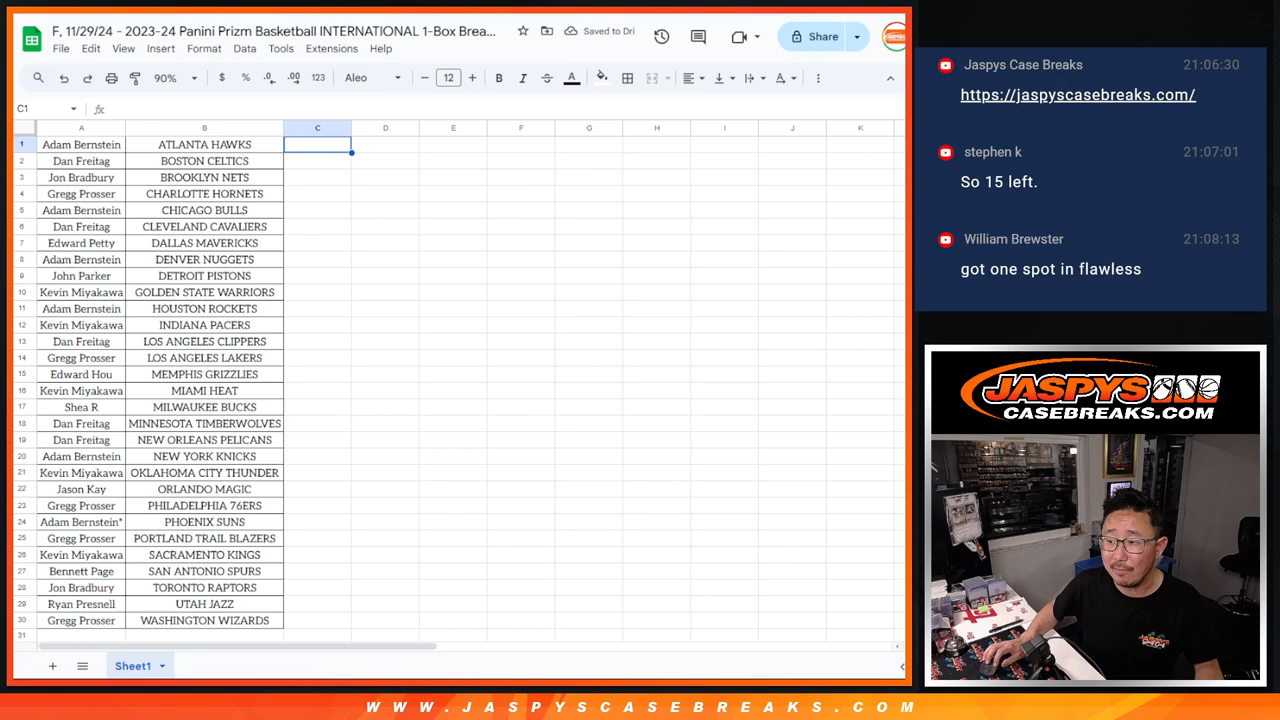 F, 11/29/24 - 2023-24 Panini Prizm Basketball INTERNATIONAL 1-Box Brea...
Saved to Dri
Share
File Edit View Insert Format Data Tools Extensions Help
90% $ % .0 .00 123 Aleo 12 B I A
C1 fx
A B C D E F G H I J K
1 Adam Bernstein ATLANTA HAWKS
2 Dan Freitag BOSTON CELTICS
3 Jon Bradbury BROOKLYN NETS
4 Gregg Prosser CHARLOTTE HORNETS
5 Adam Bernstein CHICAGO BULLS
6 Dan Freitag CLEVELAND CAVALIERS
7 Edward Petty DALLAS MAVERICKS
8 Adam Bernstein DENVER NUGGETS
9 John Parker DETROIT PISTONS
10 Kevin Miyakawa GOLDEN STATE WARRIORS
11 Adam Bernstein HOUSTON ROCKETS
12 Kevin Miyakawa INDIANA PACERS
13 Dan Freitag LOS ANGELES CLIPPERS
14 Gregg Prosser LOS ANGELES LAKERS
15 Edward Hou MEMPHIS GRIZZLIES
16 Kevin Miyakawa MIAMI HEAT
17 Shea R MILWAUKEE BUCKS
18 Dan Freitag MINNESOTA TIMBERWOLVES
19 Dan Freitag NEW ORLEANS PELICANS
20 Adam Bernstein NEW YORK KNICKS
21 Kevin Miyakawa OKLAHOMA CITY THUNDER
22 Jason Kay ORLANDO MAGIC
23 Gregg Prosser PHILADELPHIA 76ERS
24 Adam Bernstein* PHOENIX SUNS
25 Gregg Prosser PORTLAND TRAIL BLAZERS
26 Kevin Miyakawa SACRAMENTO KINGS
27 Bennett Page SAN ANTONIO SPURS
28 Jon Bradbury TORONTO RAPTORS
29 Ryan Presnell UTAH JAZZ
30 Gregg Prosser WASHINGTON WIZARDS
31
Sheet1
Jaspys Case Breaks 21:06:30
https://jaspyscasebreaks.com/
stephen k 21:07:01
So 15 left.
William Brewster 21:08:13
got one spot in flawless
JASPYS
CASEBREAKS.COM
WWW.JASPYSCASEBREAKS.COM